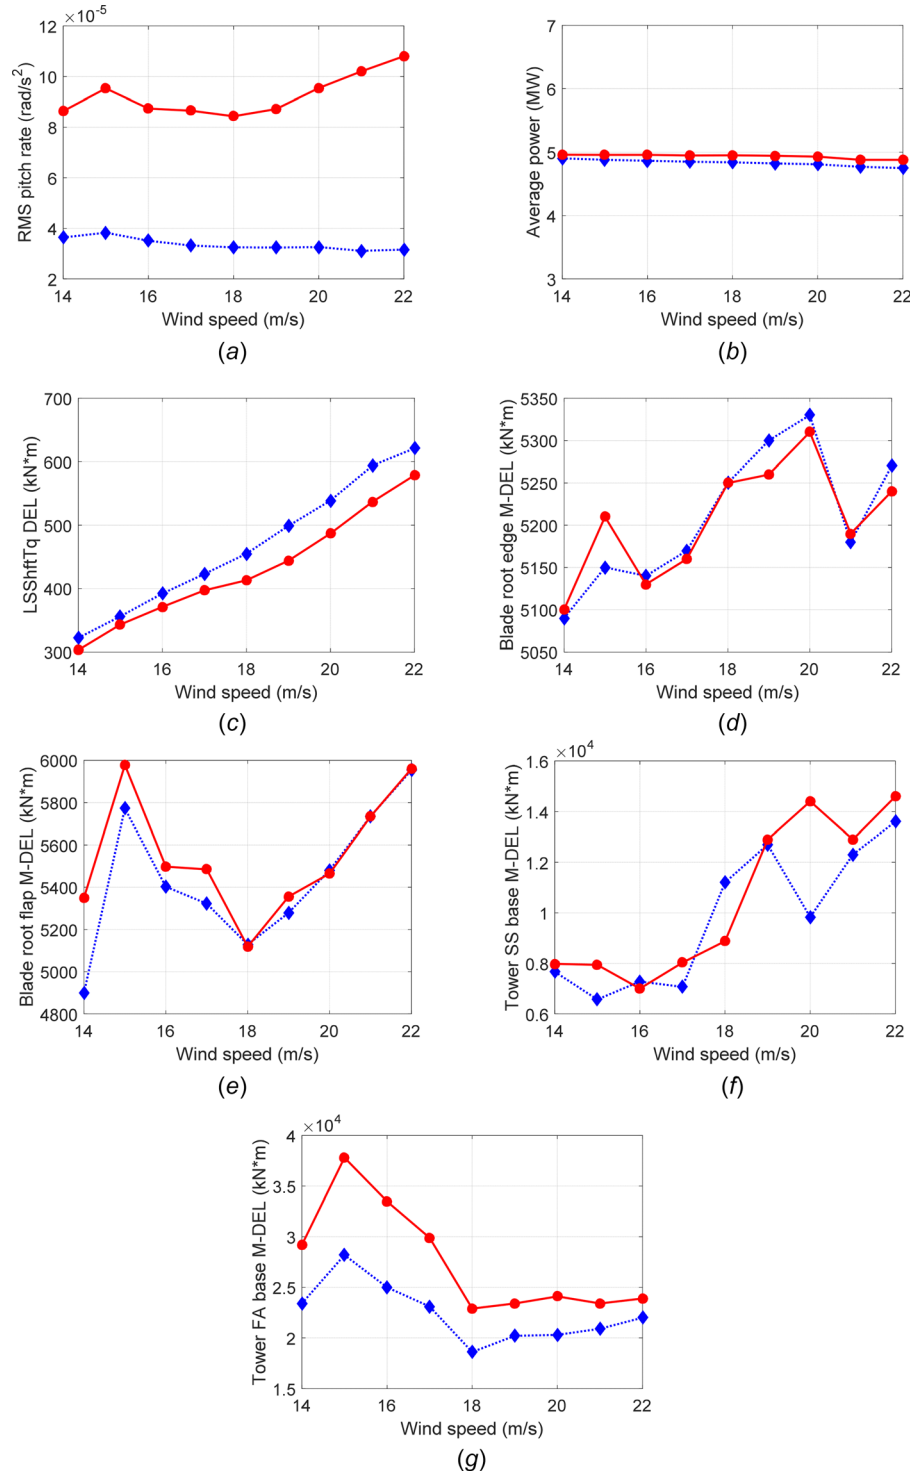 ×10⁻⁵
12
10
8
6
4
2
RMS pitch rate (rad/s²)
14 16 18 20 22
Wind speed (m/s)
(a)
7
6
5
4
3
Average power (MW)
14 16 18 20 22
Wind speed (m/s)
(b)
700
600
500
400
300
LSShftTq DEL (kN*m)
14 16 18 20 22
Wind speed (m/s)
(c)
5350
5300
5250
5200
5150
5100
5050
Blade root edge M-DEL (kN*m)
14 16 18 20 22
Wind speed (m/s)
(d)
6000
5800
5600
5400
5200
5000
4800
Blade root flap M-DEL (kN*m)
14 16 18 20 22
Wind speed (m/s)
(e)
×10⁴
1.6
1.4
1.2
1
0.8
0.6
Tower SS base M-DEL (kN*m)
14 16 18 20 22
Wind speed (m/s)
(f)
×10⁴
4
3.5
3
2.5
2
1.5
Tower FA base M-DEL (kN*m)
14 16 18 20 22
Wind speed (m/s)
(g)